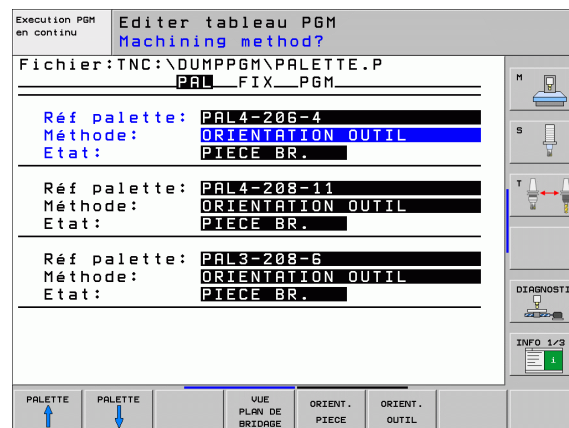 Execution PGM
en continu
Editer tableau PGM
Machining method?
Fichier:TNC:\DUMPPGM\PALETTE.P
PAL__FIX__PGM
Réf palette: PAL4-206-4
Méthode: ORIENTATION OUTIL
Etat: PIECE BR.
Réf palette: PAL4-208-11
Méthode: ORIENTATION OUTIL
Etat: PIECE BR.
Réf palette: PAL3-208-6
Méthode: ORIENTATION OUTIL
Etat: PIECE BR.
M
S
T
DIAGNOSTI
INFO 1/3
i
PALETTE
PALETTE
VUE
PLAN DE
BRIDAGE
ORIENT.
PIECE
ORIENT.
OUTIL